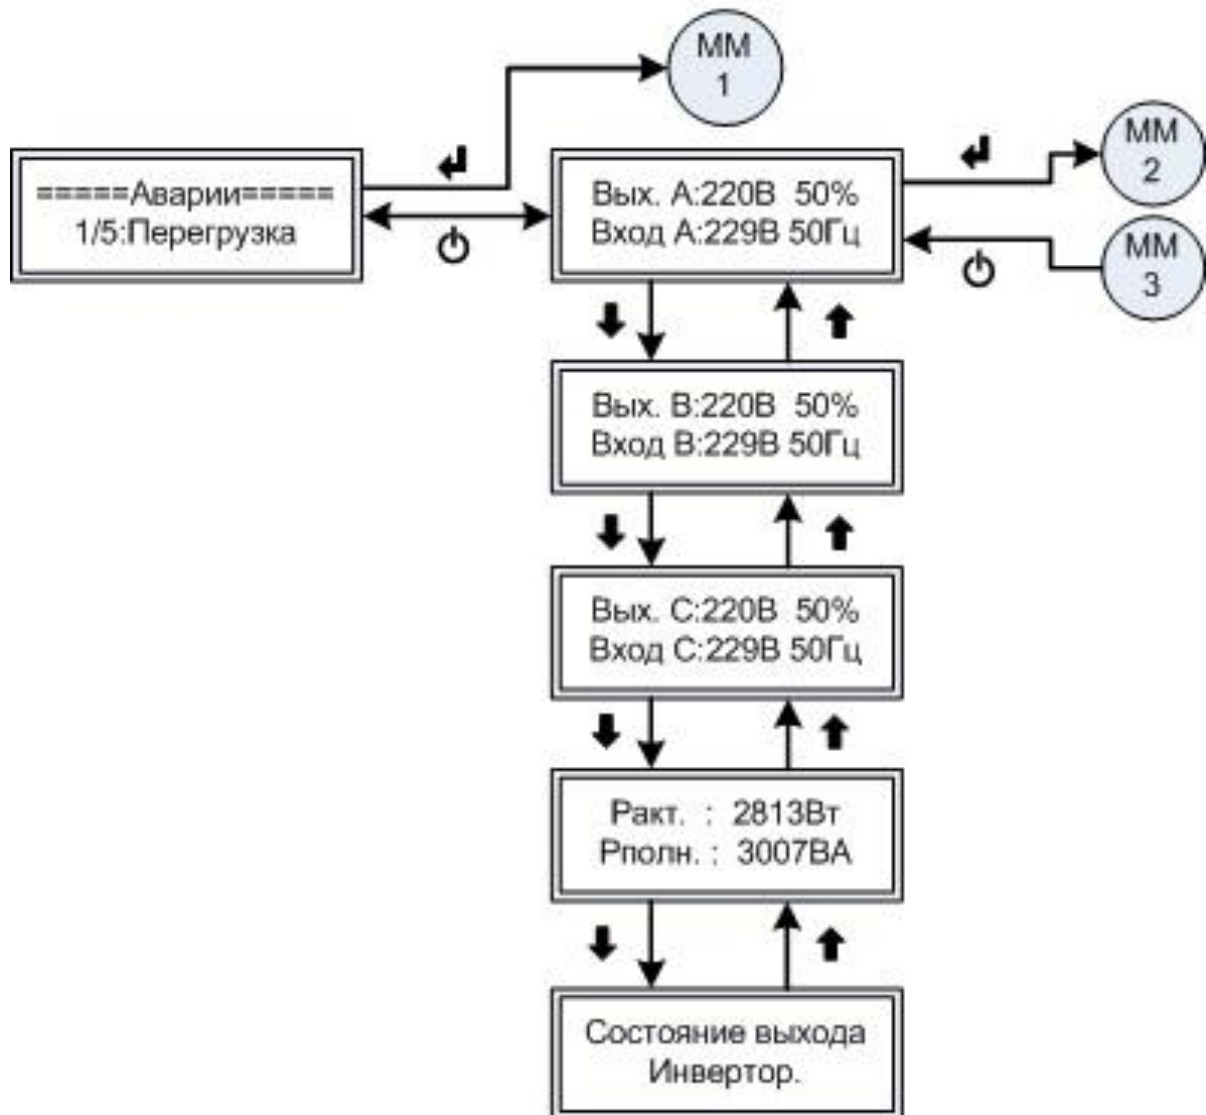 ММ
1
=====Аварии=====
1/5:Перегрузка
Вых. А:220В 50%
Вход А:229В 50Гц
ММ
2
ММ
3
Вых. В:220В 50%
Вход В:229В 50Гц
Вых. С:220В 50%
Вход С:229В 50Гц
Ракт. : 2813Вт
Рполн. : 3007ВА
Состояние выхода
Инвертор.